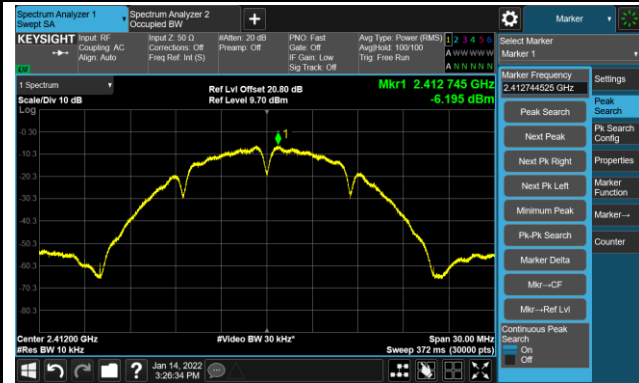 Spectrum Analyzer 1
Swept SA
Spectrum Analyzer 2
Occupied BW
+
Marker
KEYSIGHT
Input: RF
Coupling: AC
Align: Auto
Input Z: 50 Ω
Corrections: Off
Freq Ref: Int (S)
#Atten: 20 dB
Preamp: Off
PNO: Fast
Gate: Off
IF Gain: Low
Sig Track: Off
Avg Type: Power (RMS)
Avg|Hold: 100/100
Trig: Free Run
1 2 3 4 5 6
A W W W W W
A N N N N N
Select Marker
Marker 1
1 Spectrum
Scale/Div 10 dB
Log
Ref Lvl Offset 20.80 dB
Ref Level 9.70 dBm
Mkr1 2.412 745 GHz
-6.195 dBm
1
-0.30
-10.3
-20.3
-30.3
-40.3
-50.3
-60.3
-70.3
-80.3
Center 2.41200 GHz
#Res BW 10 kHz
#Video BW 30 kHz*
Span 30.00 MHz
Sweep 372 ms (30000 pts)
Marker Frequency
2.412744525 GHz
Peak Search
Next Peak
Next Pk Right
Next Pk Left
Minimum Peak
Pk-Pk Search
Marker Delta
Mkr→CF
Mkr→Ref Lvl
Continuous Peak
Search
On
Off
Settings
Peak
Search
Pk Search
Config
Properties
Marker
Function
Marker→
Counter
?
Jan 14, 2022
3:26:34 PM